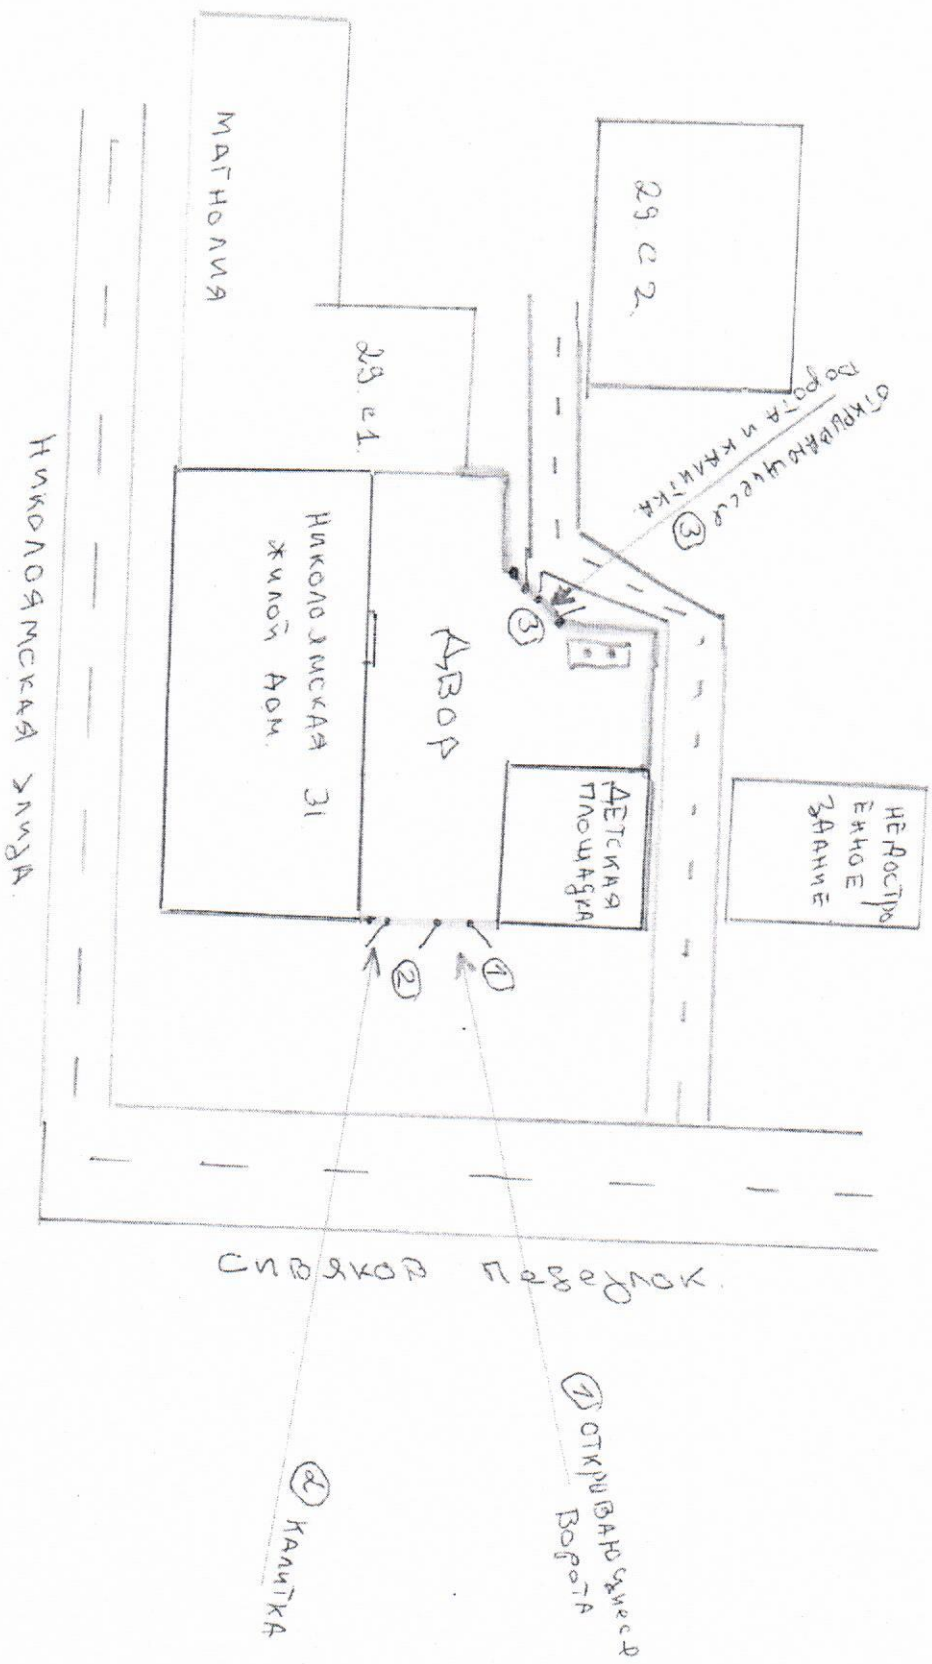 29 с 2.
ОТКРЫВАЮЩИЕСЯ ③
ВОРОТА И КАЛИТКА
НЕДОСТРО
ЕННОЕ
ЗДАНИЕ
③
ДЕТСКАЯ
ПЛОЩАДКА
29. с1.
ДВОР
①
②
МАГНОЛИЯ
НИКОЛОЯМСКАЯ 31
ЖИЛОЙ ДОМ.
НИКОЛОЯМСКАЯ УЛИЦА.
СИВЯКОВ ПЕРЕУЛОК.
① ОТКРИВАЮЩИЕСЯ
ВОРОТА
② КАЛИТКА